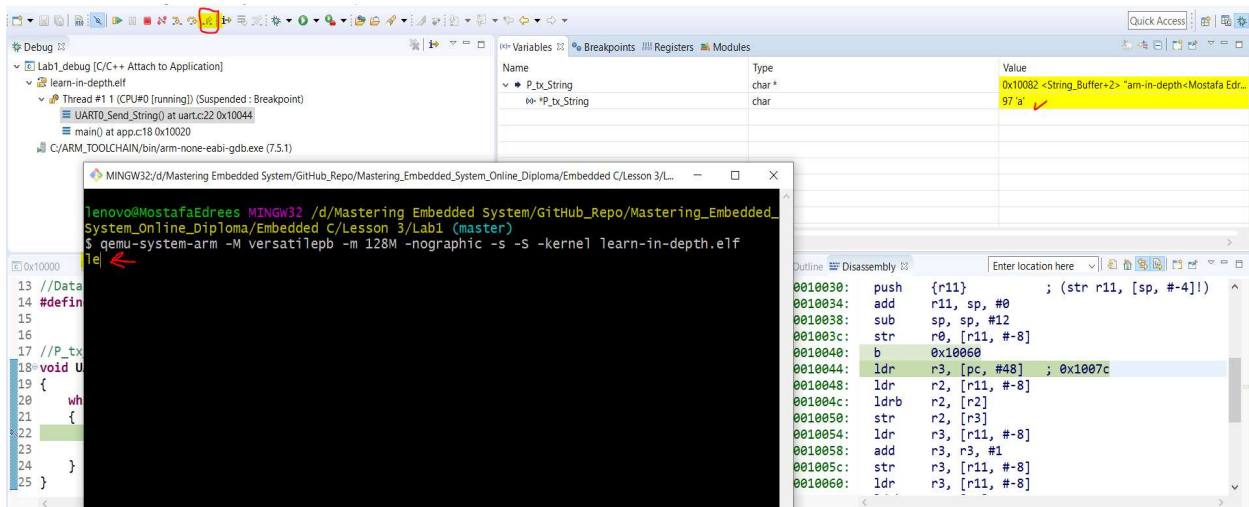 Quick Access
Debug
Lab1_debug [C/C++ Attach to Application]
learn-in-depth.elf
Thread #1 1 (CPU#0 [running]) (Suspended : Breakpoint)
UART0_Send_String() at uart.c:22 0x10044
main() at app.c:18 0x10020
C:/ARM_TOOLCHAIN/bin/arm-none-eabi-gdb.exe (7.5.1)
(x)= Variables Breakpoints Registers Modules
Name Type Value
P_tx_String char * 0x10082 <String_Buffer+2> "arn-in-depth<Mostafa Edr...
(x)= *P_tx_String char 97 'a'
MINGW32:/d/Mastering Embedded System/GitHub_Repo/Mastering_Embedded_System_Online_Diploma/Embedded C/Lesson 3/L...
lenovo@MostafaEdrees MINGW32 /d/Mastering Embedded System/GitHub_Repo/Mastering_Embedded_
System_Online_Diploma/Embedded C/Lesson 3/Lab1 (master)
$ qemu-system-arm -M versatilepb -m 128M -nographic -s -S -kernel learn-in-depth.elf
le
0x10000
13 //Data
14 #defin
15
16
17 //P_tx
18 void U
19 {
20 wh
21 {
22
23
24 }
25 }
Outline Disassembly Enter location here
0010030: push {r11} ; (str r11, [sp, #-4]!)
0010034: add r11, sp, #0
0010038: sub sp, sp, #12
001003c: str r0, [r11, #-8]
0010040: b 0x10060
0010044: ldr r3, [pc, #48] ; 0x1007c
0010048: ldr r2, [r11, #-8]
001004c: ldrb r2, [r2]
0010050: str r2, [r3]
0010054: ldr r3, [r11, #-8]
0010058: add r3, r3, #1
001005c: str r3, [r11, #-8]
0010060: ldr r3, [r11, #-8]